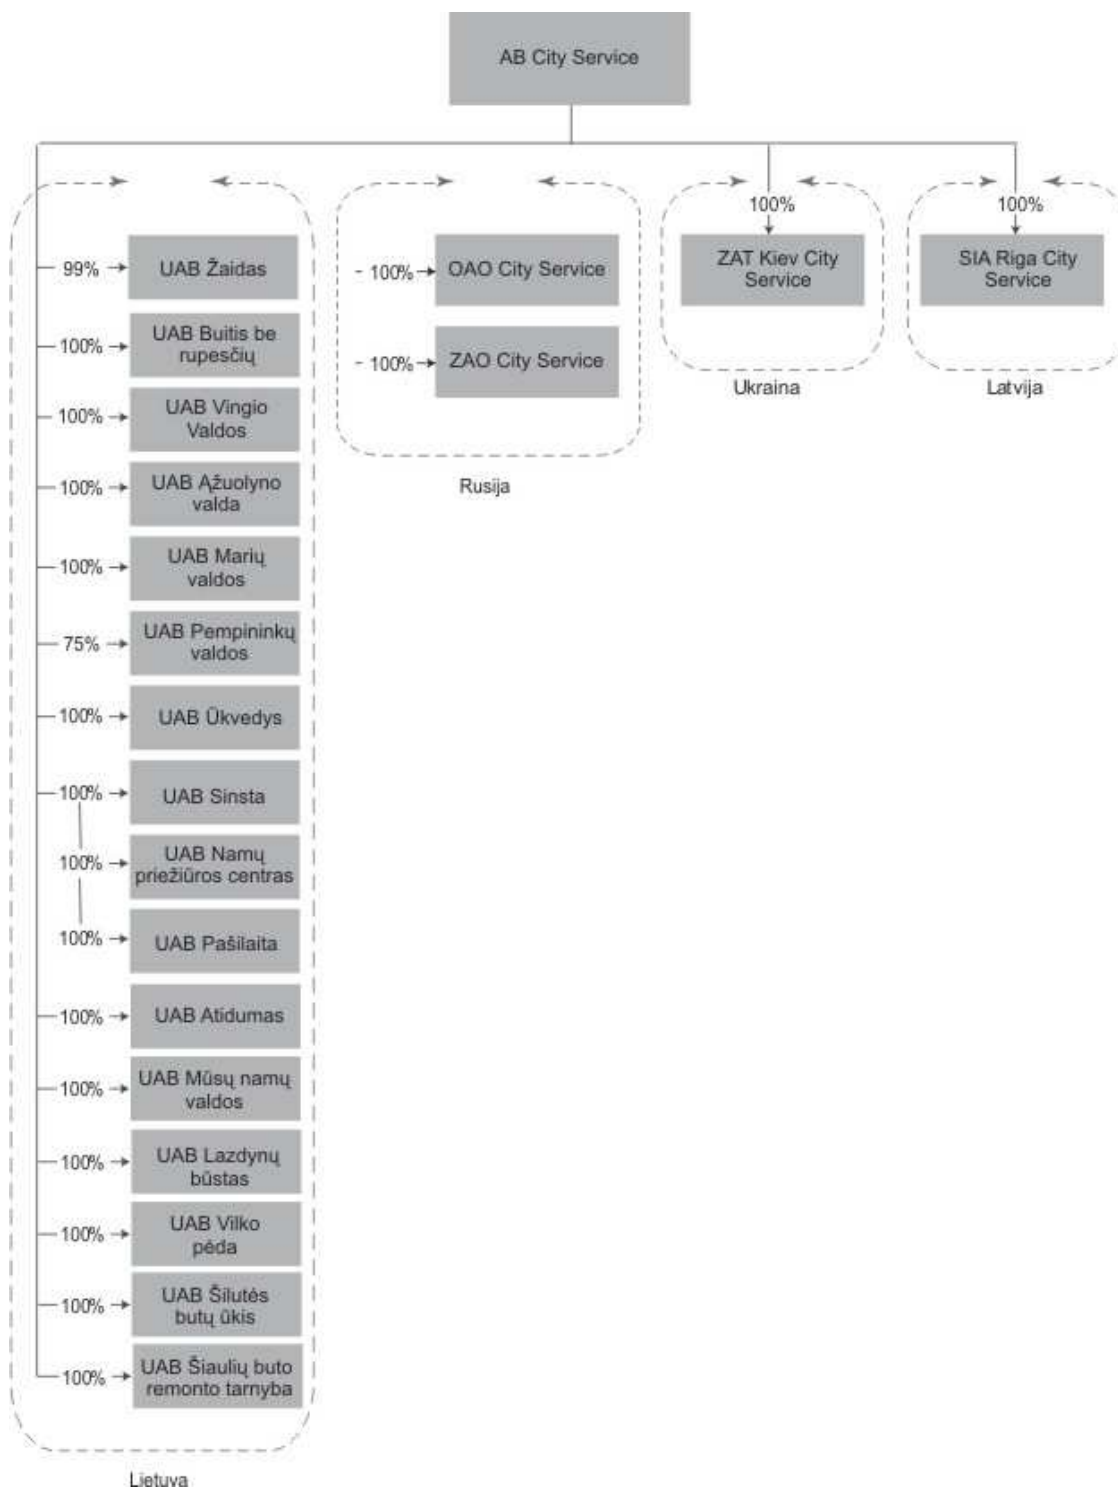 AB City Service
99%
UAB Žaidas
100%
UAB Buitis be
rupesčių
100%
UAB Vingio
Valdos
100%
UAB Ąžuolyno
valda
100%
UAB Marių
valdos
75%
UAB Pempininkų
valdos
100%
UAB Ūkvedys
100%
UAB Sinsta
100%
UAB Namų
priežiūros centras
100%
UAB Pašilaita
100%
UAB Atidumas
100%
UAB Mūsų namų
valdos
100%
UAB Lazdynų
būstas
100%
UAB Vilko
pėda
100%
UAB Šilutės
butų ūkis
100%
UAB Šiaulių buto
remonto tarnyba
Lietuva
100%
OAO City Service
100%
ZAO City Service
Rusija
100%
ZAT Kiev City
Service
Ukraina
100%
SIA Riga City
Service
Latvija